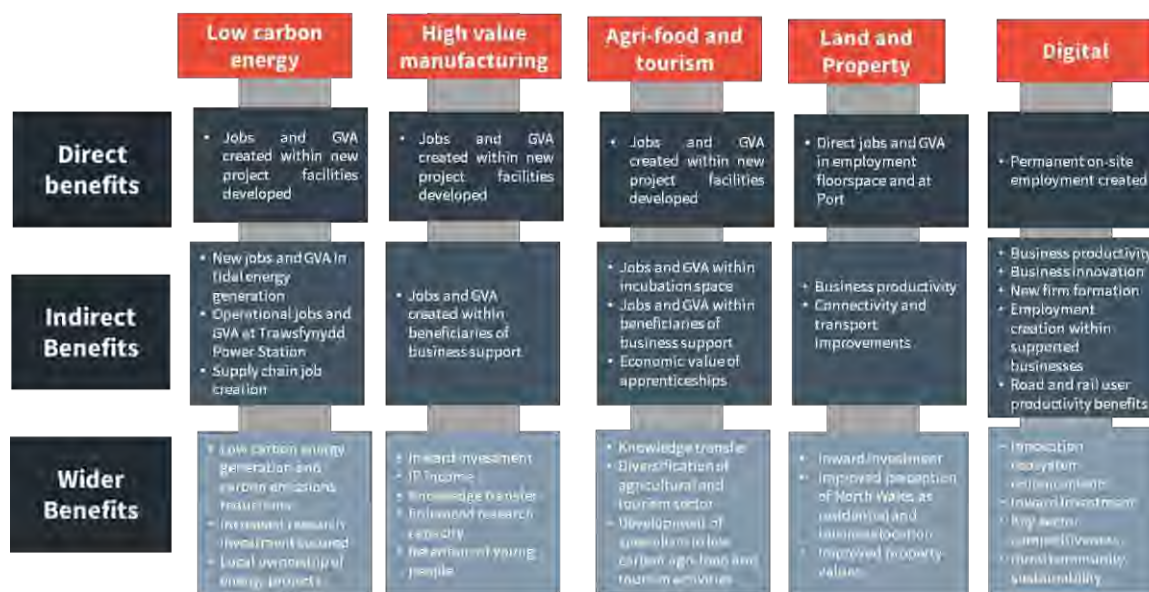 Low carbon
energy
High value
manufacturing
Agri-food and
tourism
Land and
Property
Digital
Direct
benefits
• Jobs and GVA
created within new
project facilities
developed
• Jobs and GVA
created within new
project facilities
developed
• Jobs and GVA
created within new
project facilities
developed
• Direct jobs and GVA
in employment
floorspace and at
Port
• Permanent on-site
employment created
Indirect
Benefits
• New jobs and GVA in
tidal energy
generation
• Operational jobs and
GVA at Trawsfynydd
Power Station
• Supply chain job
creation
• Jobs and GVA
created within
beneficiaries of
business support
• Jobs and GVA within
incubation space
• Jobs and GVA within
beneficiaries of
business support
• Economic value of
apprenticeships
• Business productivity
• Connectivity and
transport
improvements
• Business productivity
• Business innovation
• New firm formation
• Employment
creation within
supported
businesses
• Road and rail user
productivity benefits
Wider
Benefits
• Low carbon energy
generation and
carbon emissions
reductions
• Increased research
investment secured
• Local ownership of
energy projects
• Inward investment
• IP income
• Knowledge transfer
• Enhanced research
capacity
• Retention of young
people
• Knowledge transfer
• Diversification of
agricultural and
tourism sector
• Development of
specialism in low
carbon agri-food and
tourism activities
• Inward investment
• Improved perception
of North Wales as
residential and
business location
• Improved property
values
• Innovation
ecosystem
• Inward investment
• Key sector
competitiveness
• Rural community
sustainability